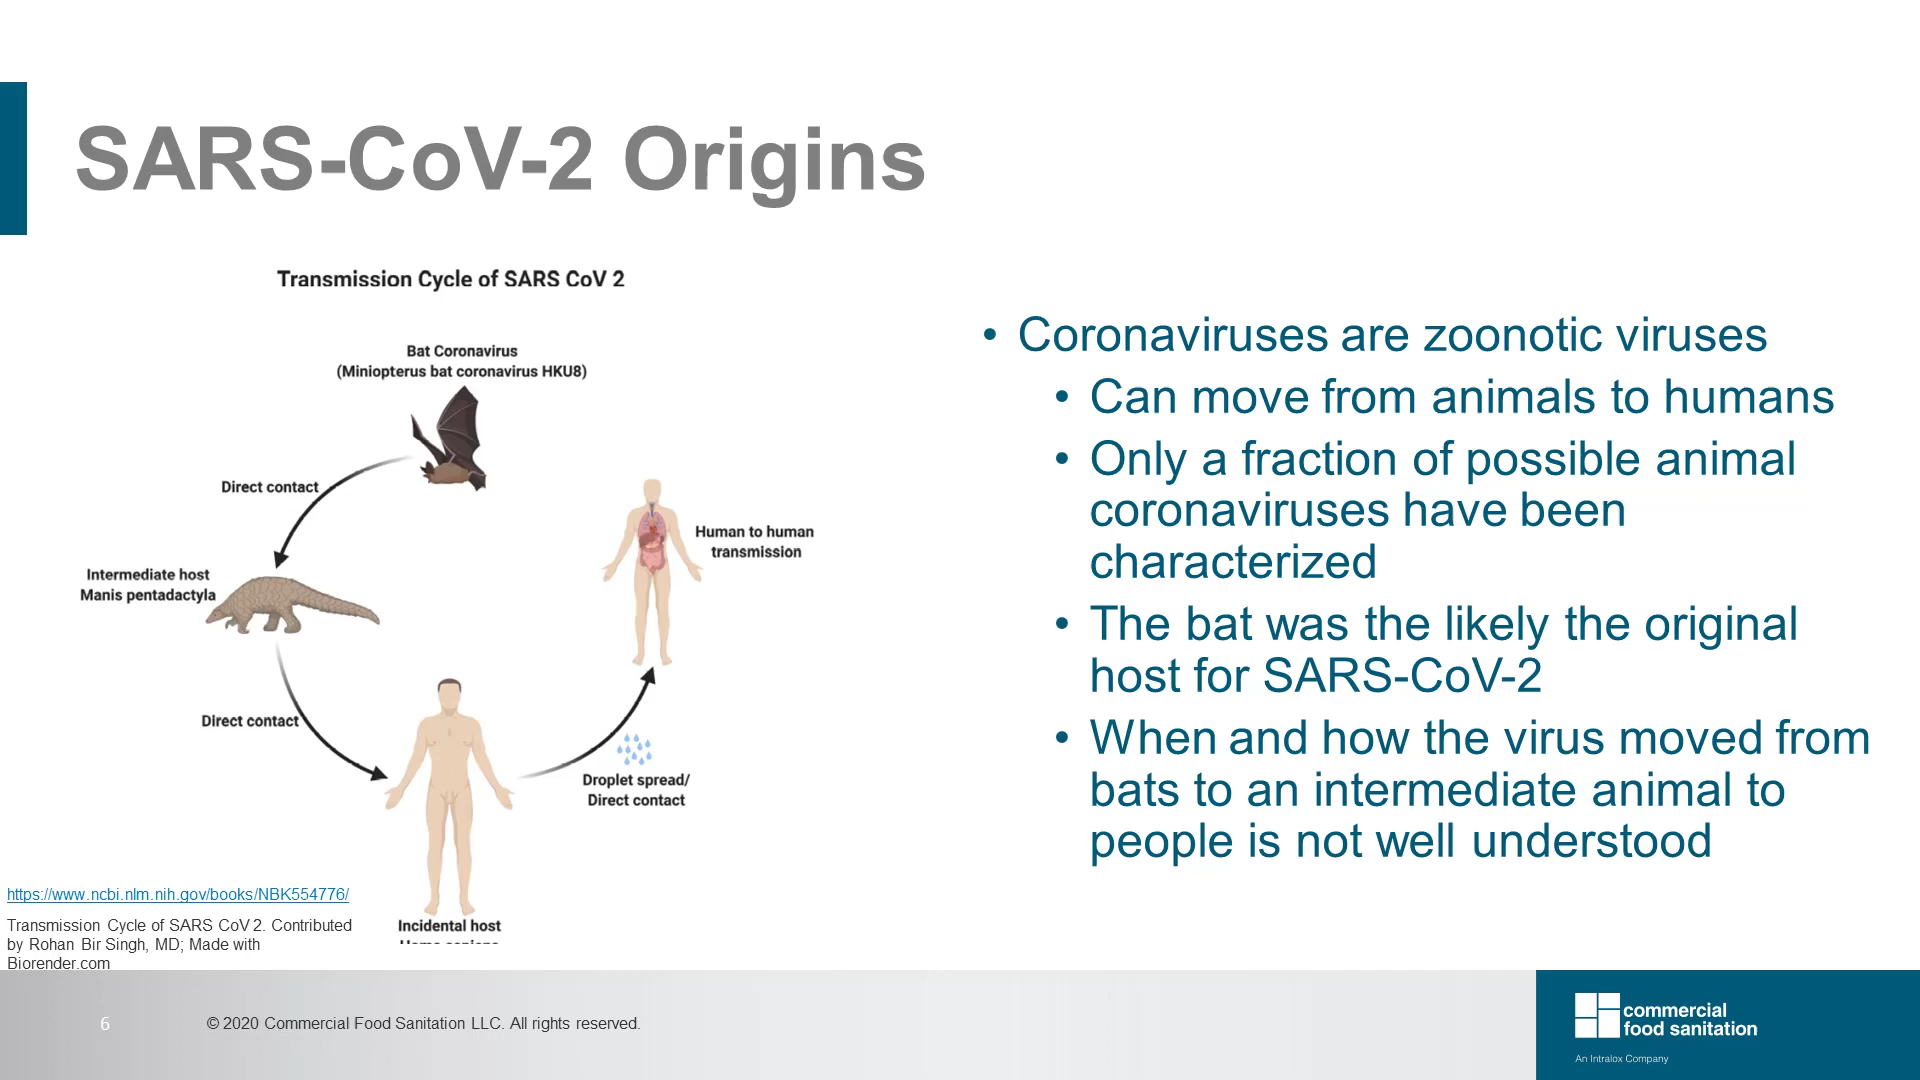 SARS-CoV-2 Origins
Transmission Cycle of SARS CoV 2
Bat Coronavirus
(Miniopterus bat coronavirus HKU8)
Direct contact
Intermediate host
Manis pentadactyla
Direct contact
Human to human
transmission
Droplet spread/
Direct contact
Incidental host
• Coronaviruses are zoonotic viruses
• Can move from animals to humans
• Only a fraction of possible animal
coronaviruses have been
characterized
• The bat was the likely the original
host for SARS-CoV-2
• When and how the virus moved from
bats to an intermediate animal to
people is not well understood
https://www.ncbi.nlm.nih.gov/books/NBK554776/
Transmission Cycle of SARS CoV 2. Contributed
by Rohan Bir Singh, MD; Made with
Biorender.com
6
© 2020 Commercial Food Sanitation LLC. All rights reserved.
commercial
food sanitation
An Intralox Company